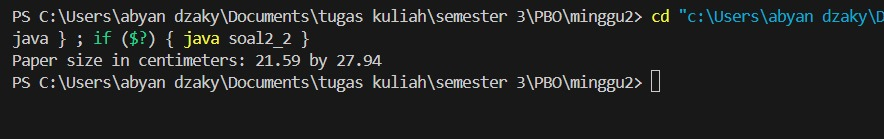 PS C:\Users\abyan dzaky\Documents\tugas kuliah\semester 3\PBO\minggu2> cd "c:\Users\abyan dzaky\D
java } ; if ($?) { java soal2_2 }
Paper size in centimeters: 21.59 by 27.94
PS C:\Users\abyan dzaky\Documents\tugas kuliah\semester 3\PBO\minggu2>